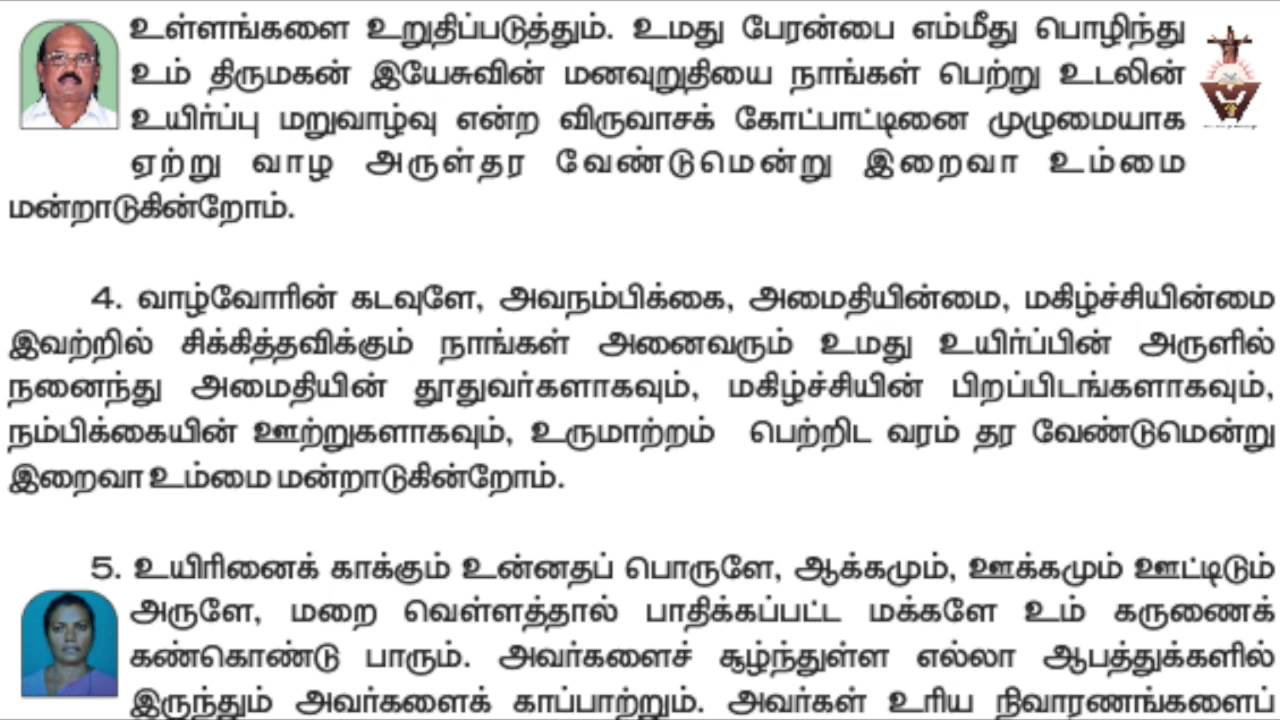 உள்ளங்களை உறுதிப்படுத்தும். உமது பேரன்பை எம்மீது பொழிந்து
உம் திருமகன் இயேசுவின் மனவுறுதியை நாங்கள் பெற்று உடலின்
உயிர்ப்பு மறுவாழ்வு என்ற விருவாசக் கோட்பாட்டினை முழுமையாக
ஏற்று வாழ அருள்தர வேண்டுமென்று இறைவா உம்மை
மன்றாடுகின்றோம்.
4. வாழ்வோரின் கடவுளே, அவநம்பிக்கை, அமைதியின்மை, மகிழ்ச்சியின்மை
இவற்றில் சிக்கித்தவிக்கும் நாங்கள் அனைவரும் உமது உயிர்ப்பின் அருளில்
நனைந்து அமைதியின் தூதுவர்களாகவும், மகிழ்ச்சியின் பிறப்பிடங்களாகவும்,
நம்பிக்கையின் ஊற்றுகளாகவும், உருமாற்றம் பெற்றிட வரம் தர வேண்டுமென்று
இறைவா உம்மை மன்றாடுகின்றோம்.
5. உயிரினைக் காக்கும் உன்னதப் பொருளே, ஆக்கமும், ஊக்கமும் ஊட்டிடும்
அருளே, மறை வெள்ளத்தால் பாதிக்கப்பட்ட மக்களே உம் கருணைக்
கண்கொண்டு பாரும். அவர்களைச் சூழ்ந்துள்ள எல்லா ஆபத்துக்களில்
இருந்தும் அவர்களைக் காப்பாற்றும். அவர்கள் உரிய நிவாரணங்களைப்